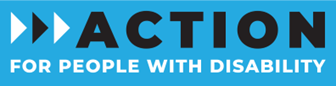 ACTION
FOR PEOPLE WITH DISABILITY